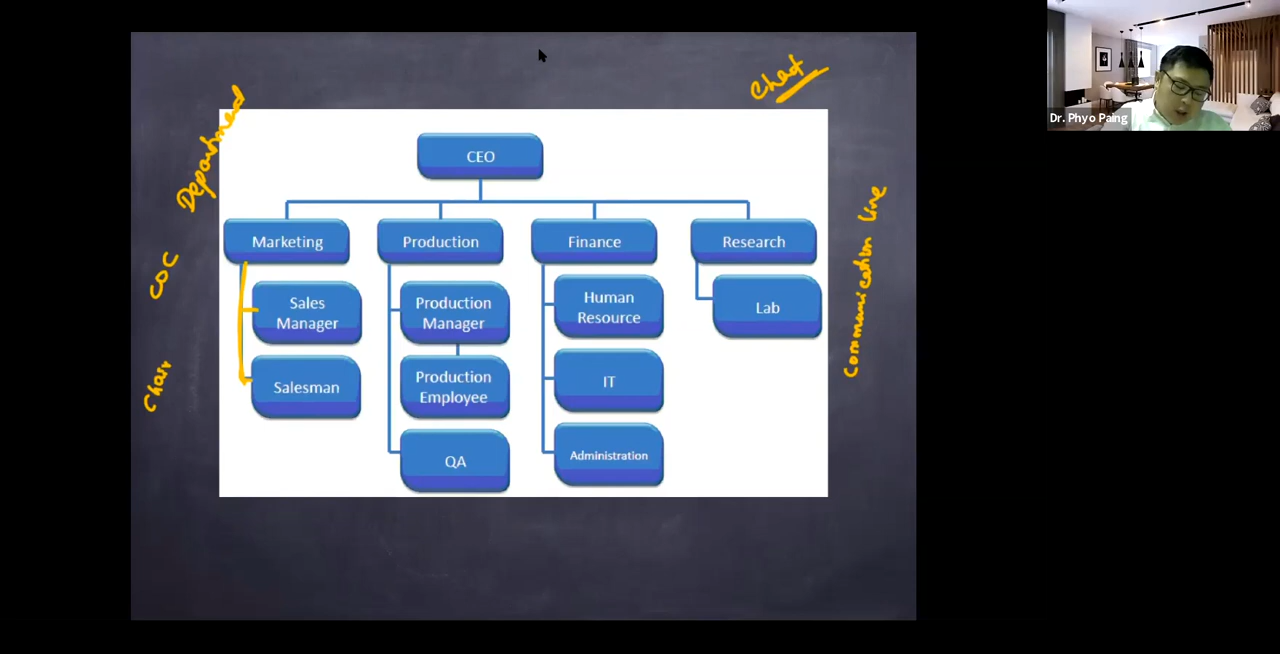 Chart
Department
COC
Chair
Communication line
CEO
Marketing
Production
Finance
Research
Sales
Manager
Salesman
Production
Manager
Production
Employee
QA
Human
Resource
IT
Administration
Lab
Dr. Phyo Paing